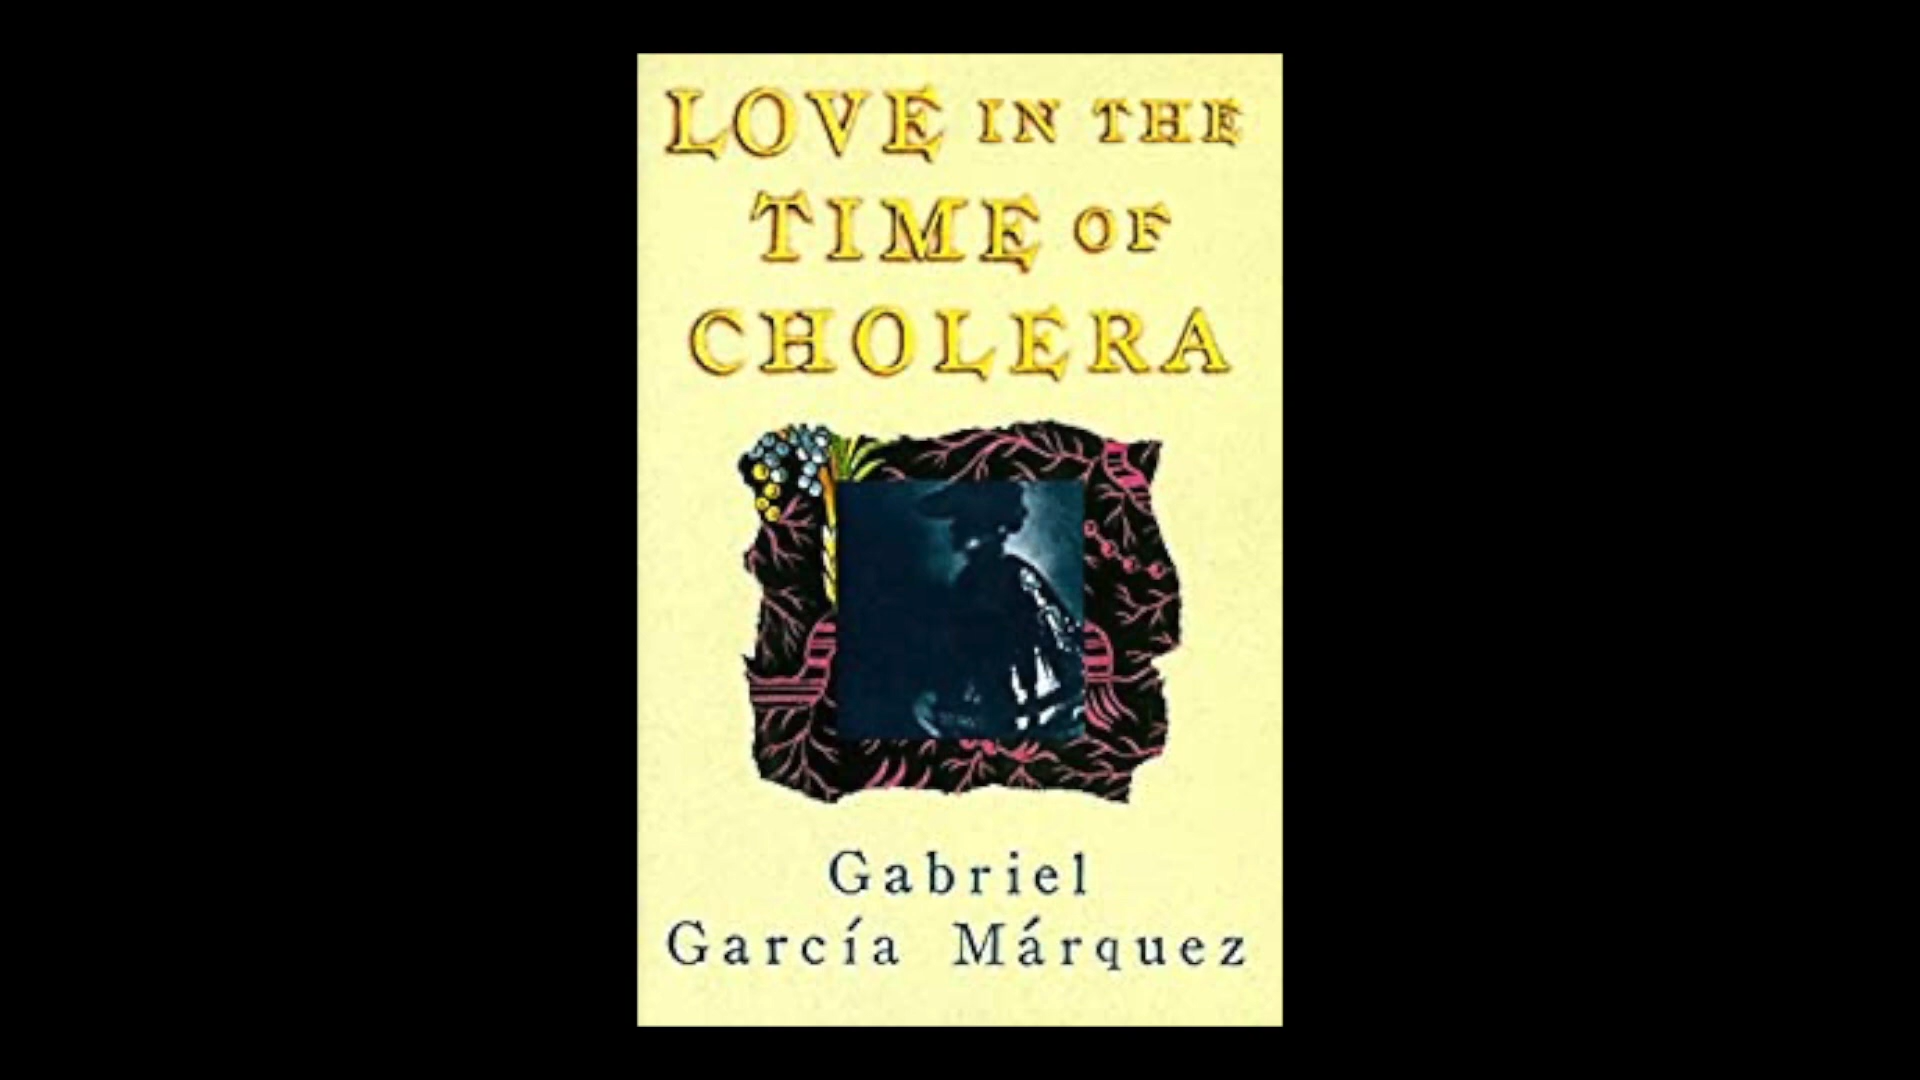 LOVE IN THE
TIME OF
CHOLERA
Gabriel
García Márquez